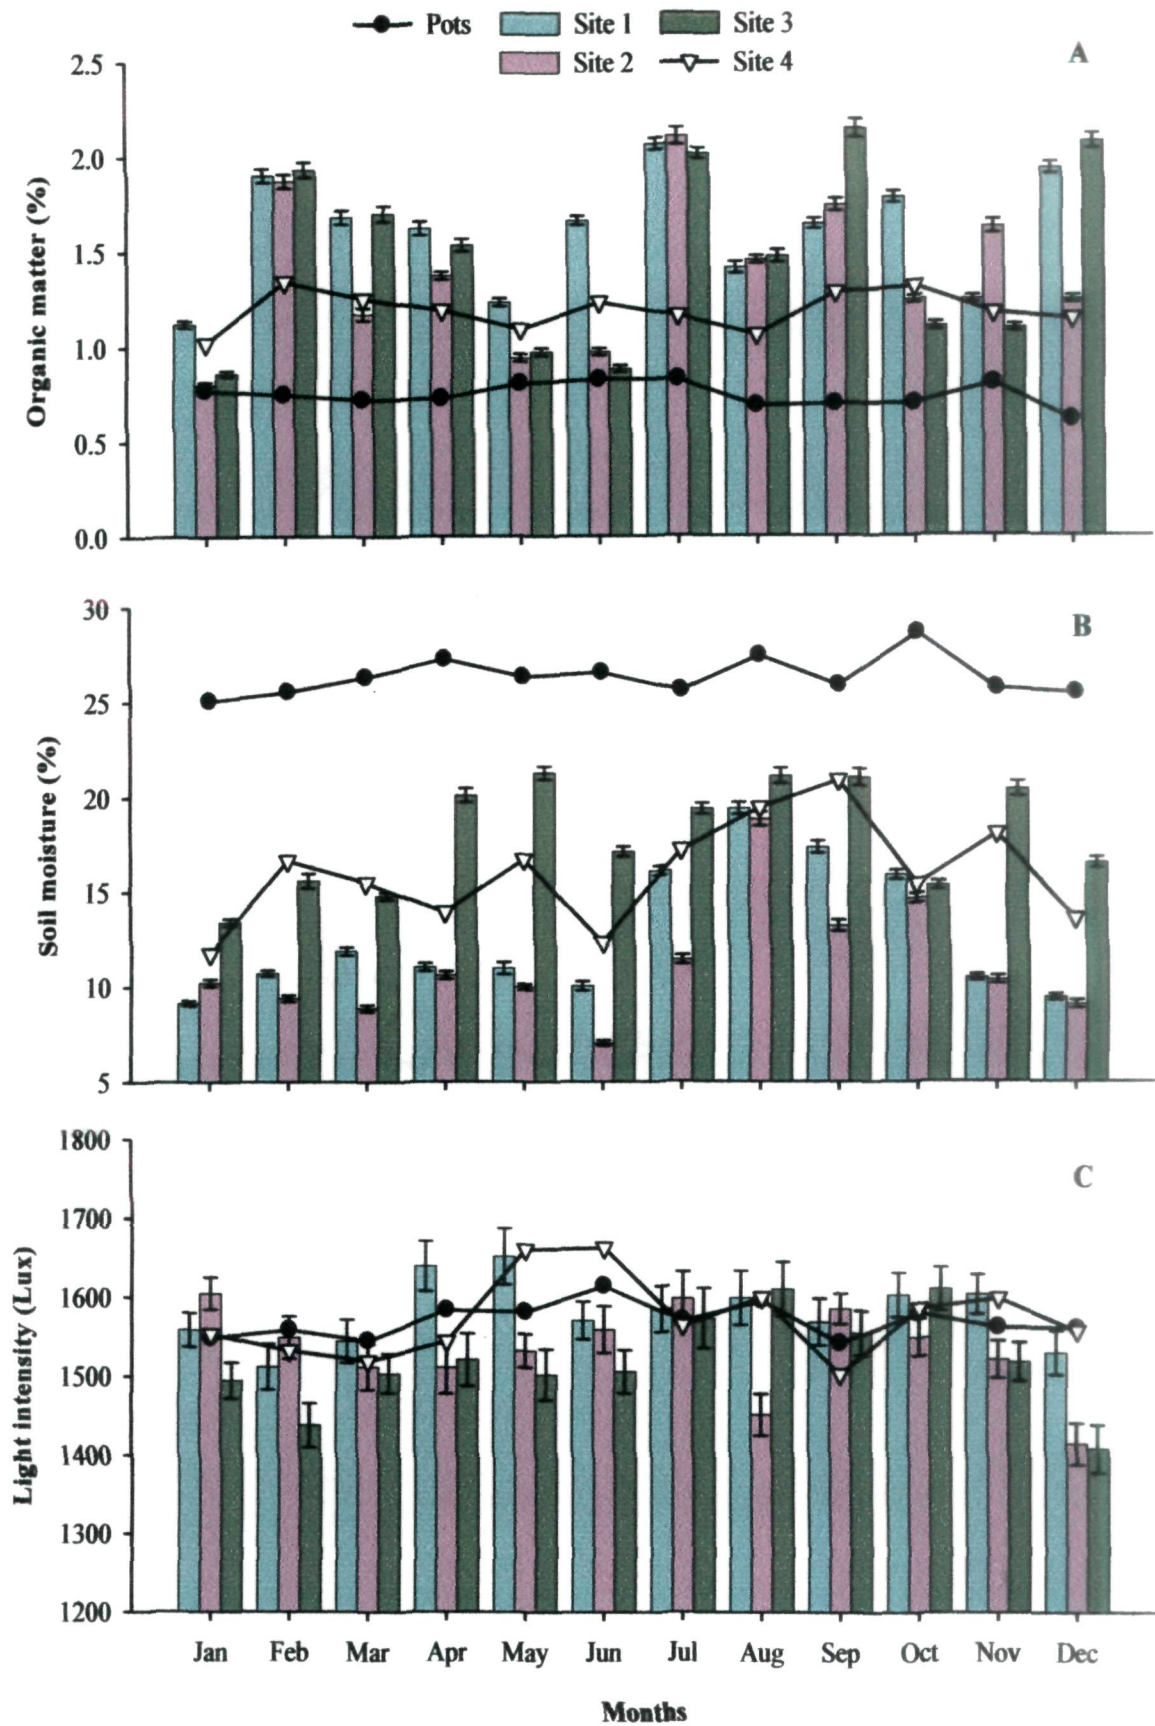 Pots Site 1 Site 3
Site 2 Site 4
A
2.5
2.0
1.5
1.0
0.5
0.0
Organic matter (%)
B
30
25
20
15
10
5
Soil moisture (%)
C
1800
1700
1600
1500
1400
1300
1200
Light intensity (Lux)
Jan Feb Mar Apr May Jun Jul Aug Sep Oct Nov Dec
Months